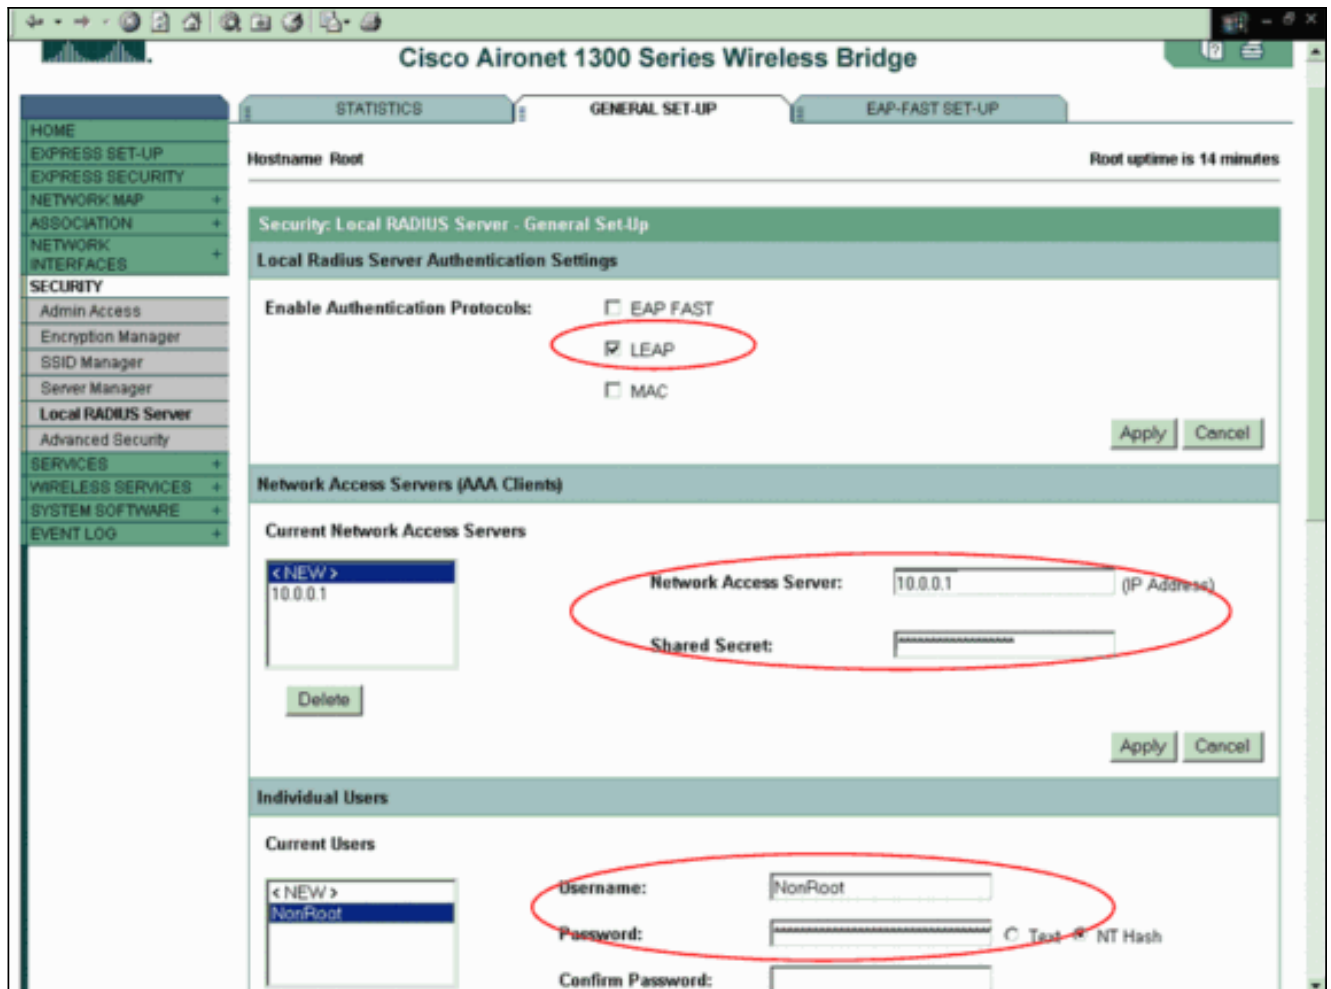 Cisco Aironet 1300 Series Wireless Bridge
STATISTICS
GENERAL SET-UP
EAP-FAST SET-UP
HOME
EXPRESS SET-UP
EXPRESS SECURITY
NETWORK MAP +
ASSOCIATION +
NETWORK
INTERFACES +
SECURITY
Admin Access
Encryption Manager
SSID Manager
Server Manager
Local RADIUS Server
Advanced Security
SERVICES +
WIRELESS SERVICES +
SYSTEM SOFTWARE +
EVENT LOG +
Hostname Root
Root uptime is 14 minutes
Security: Local RADIUS Server - General Set-Up
Local Radius Server Authentication Settings
Enable Authentication Protocols:
EAP FAST
LEAP
MAC
Apply
Cancel
Network Access Servers (AAA Clients)
Current Network Access Servers
< NEW >
10.0.0.1
Delete
Network Access Server:
10.0.0.1
(IP Address)
Shared Secret:
Apply
Cancel
Individual Users
Current Users
< NEW >
NonRoot
Username:
NonRoot
Password:
Text
NT Hash
Confirm Password: